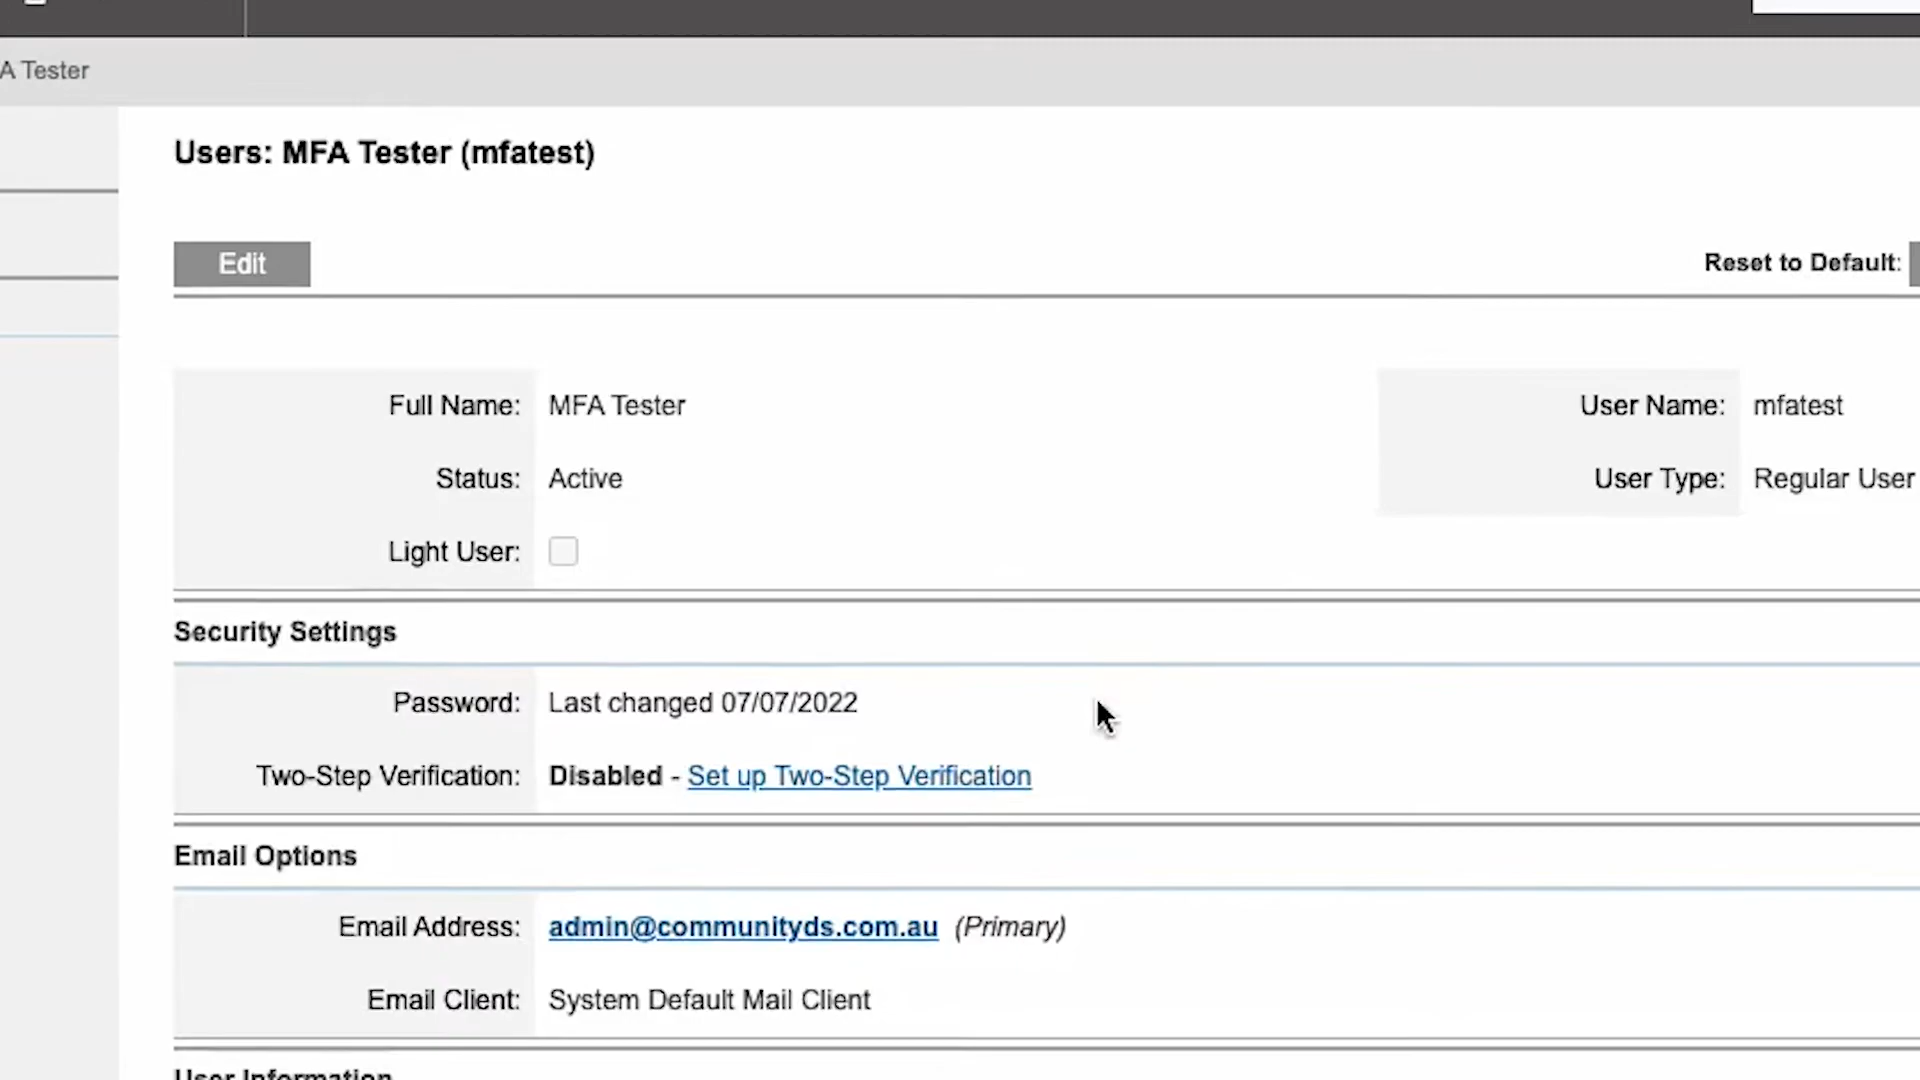 A Tester
Users: MFA Tester (mfatest)
Edit
Reset to Default:
Full Name: MFA Tester
User Name: mfatest
Status: Active
User Type: Regular User
Light User:
Security Settings
Password: Last changed 07/07/2022
Two-Step Verification: Disabled - Set up Two-Step Verification
Email Options
Email Address: admin@communityds.com.au (Primary)
Email Client: System Default Mail Client
User Information